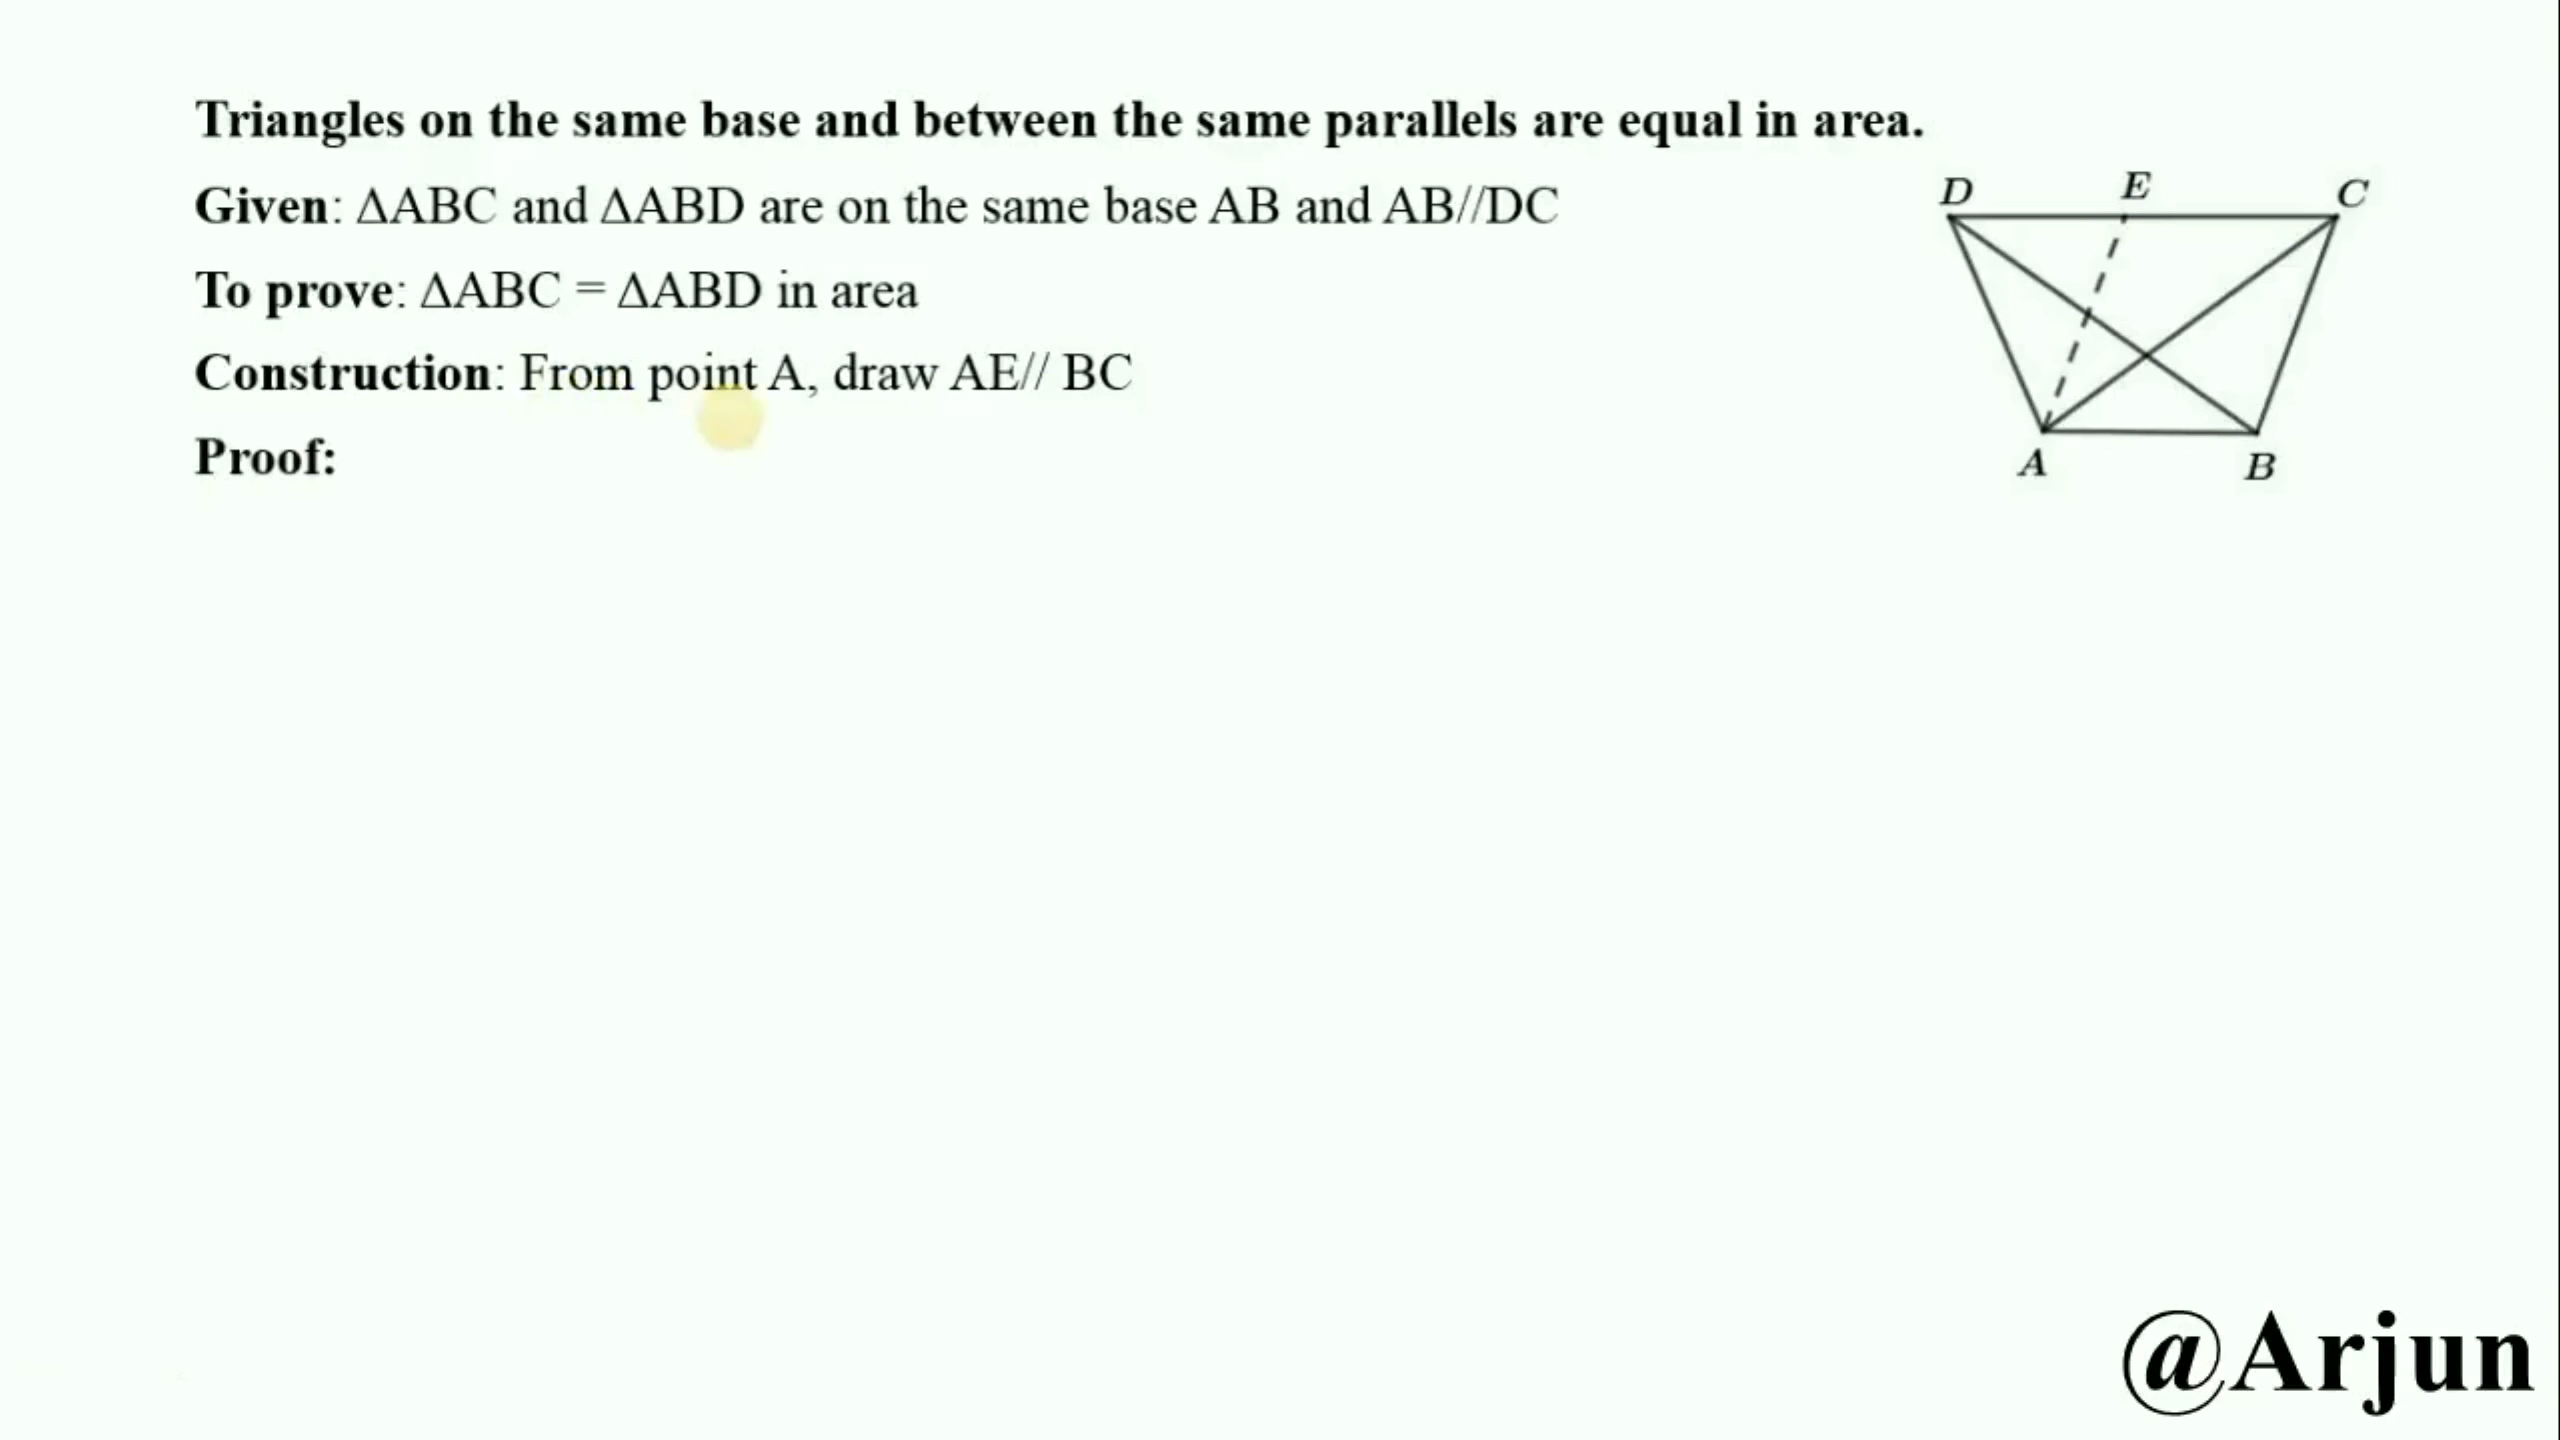 Triangles on the same base and between the same parallels are equal in area.
Given: ΔABC and ΔABD are on the same base AB and AB//DC
To prove: ΔABC = ΔABD in area
Construction: From point A, draw AE// BC
Proof:
D E C
A B
@Arjun